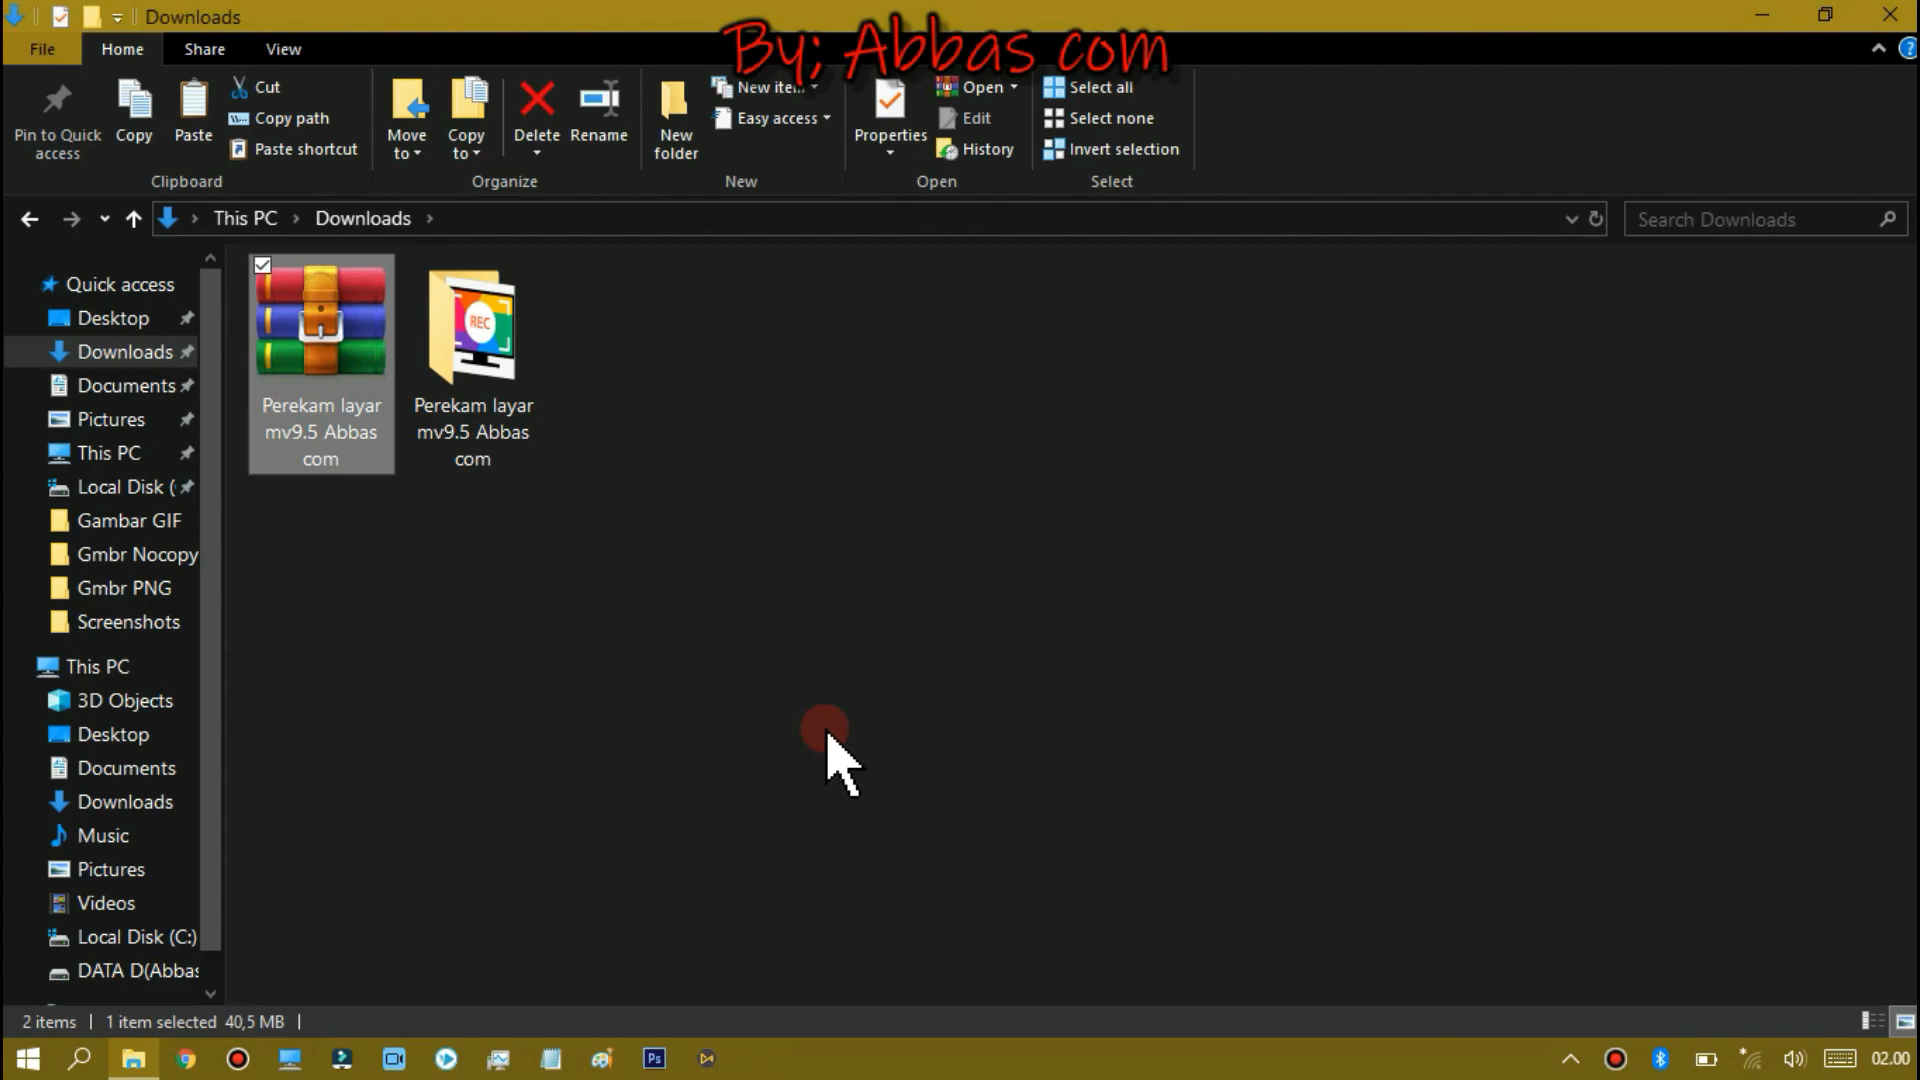 Downloads
By; Abbas com
File
Home
Share
View
Pin to Quick
access
Copy
Paste
Cut
Copy path
Paste shortcut
Clipboard
Move
to
Copy
to
Delete
Rename
Organize
New
folder
Easy access
New
Properties
Open
Edit
History
Open
Select all
Select none
Invert selection
Select
This PC
Downloads
Search Downloads
Quick access
Desktop
Downloads
Documents
Pictures
This PC
Local Disk (
Gambar GIF
Gmbr Nocopy
Gmbr PNG
Screenshots
This PC
3D Objects
Desktop
Documents
Downloads
Music
Pictures
Videos
Local Disk (C:)
DATA D(Abbas
Perekam layar
mv9.5 Abbas
com
REC
Perekam layar
mv9.5 Abbas
com
2 items
1 item selected 40,5 MB
Ps
02.00